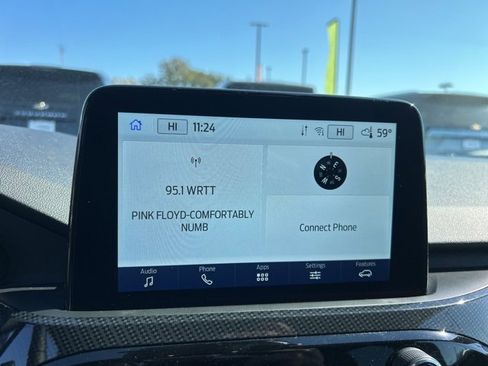 HI 11:24 HI 59°
95.1 WRTT
PINK FLOYD-COMFORTABLY
NUMB
N E S W
Connect Phone
Audio Phone Apps Settings Features